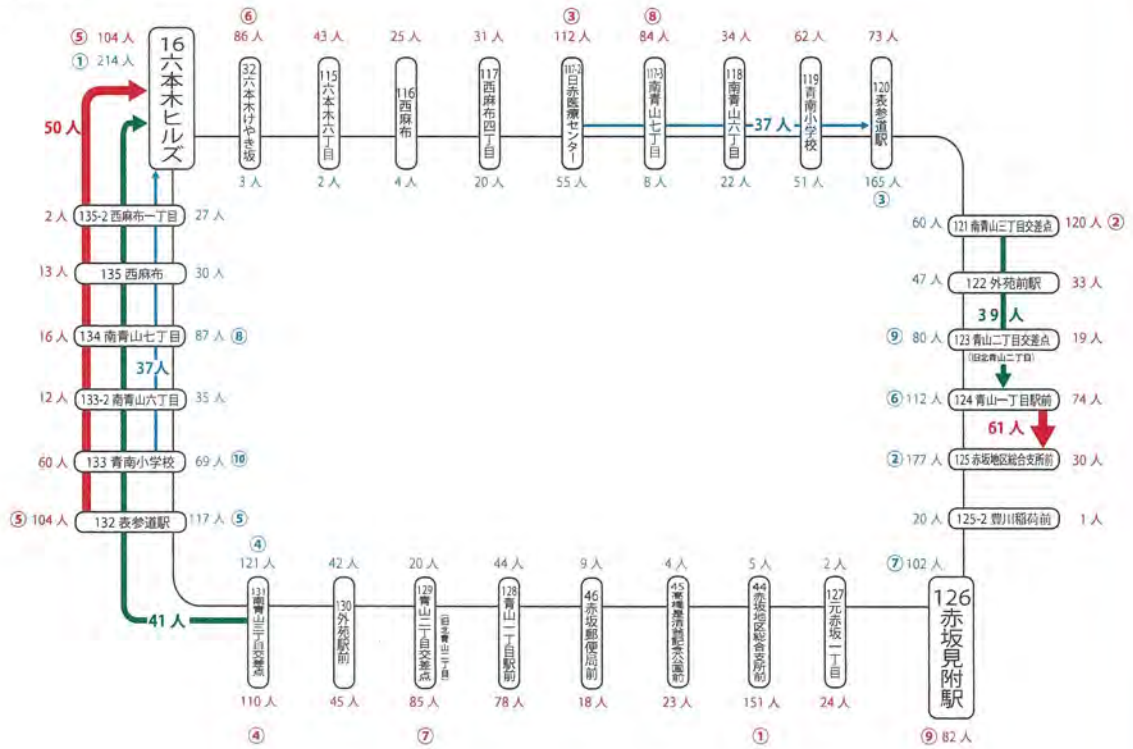 ⑤ 104人
① 214人
16 六本木ヒルズ
⑥
86人
32 六本木けやき坂
3人
43人
115 六本木六丁目
2人
25人
116 西麻布
4人
31人
117 西麻布四丁目
20人
③
112人
117-2 日赤医療センター
55人
⑧
84人
117-3 南青山七丁目
8人
34人
118 南青山六丁目
22人
62人
119 青南小学校
51人
73人
120 表参道駅
165人
③
37人
60人 121 南青山三丁目交差点 120人 ②
47人 122 外苑前駅 33人
39人
⑨ 80人 123 青山二丁目交差点 19人
(旧北青山二丁目)
⑥ 112人 124 青山一丁目駅前 74人
61人
② 177人 125 赤坂地区総合支所前 30人
20人 125-2 豊川稲荷前 1人
⑦ 102人
126 赤坂見附駅
⑨ 82人
2人
127 元赤坂一丁目
24人
5人
44 赤坂地区総合支所前
151人
①
4人
45 高橋是清翁記念公園前
23人
9人
46 赤坂郵便局前
18人
44人
128 青山一丁目駅前
78人
20人
129 青山二丁目交差点
(旧北青山二丁目)
85人
⑦
42人
130 外苑駅前
45人
④
121人
131 南青山三丁目交差点
110人
④
41人
⑤ 104人 132 表参道駅 117人 ⑤
60人 133 青南小学校 69人 ⑩
12人 133-2 南青山六丁目 35人
37人
16人 134 南青山七丁目 87人 ⑧
13人 135 西麻布 30人
2人 135-2 西麻布一丁目 27人
50人